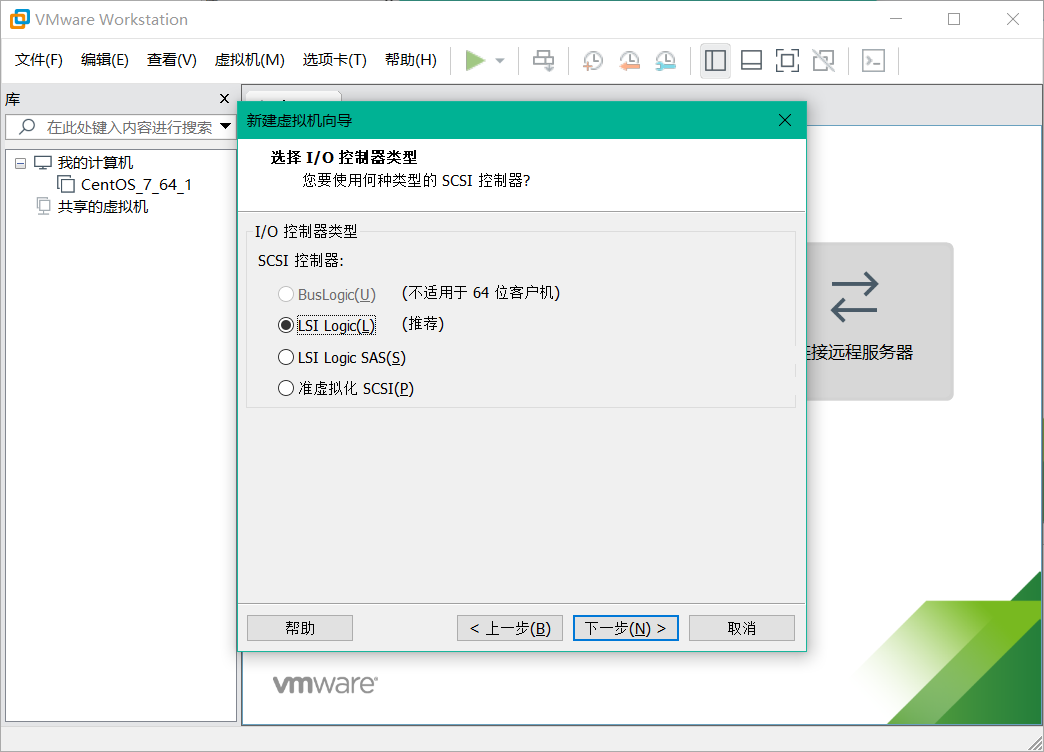 VMware Workstation
文件(F) 编辑(E) 查看(V) 虚拟机(M) 选项卡(T) 帮助(H)
库
在此处键入内容进行搜索
我的计算机
CentOS_7_64_1
共享的虚拟机
新建虚拟机向导
选择 I/O 控制器类型
您要使用何种类型的 SCSI 控制器?
I/O 控制器类型
SCSI 控制器:
BusLogic(U) (不适用于 64 位客户机)
LSI Logic(L) (推荐)
LSI Logic SAS(S)
准虚拟化 SCSI(P)
接远程服务器
帮助 < 上一步(B) 下一步(N) > 取消
vmware